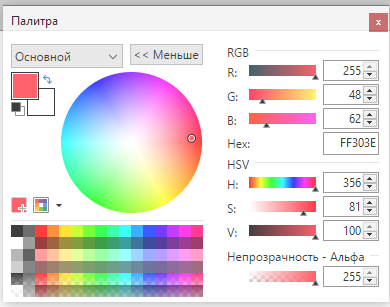 Палитра
Основной
<< Меньше
RGB
R: 255
G: 48
B: 62
Hex: FF303E
HSV
H: 356
S: 81
V: 100
Непрозрачность - Альфа
255